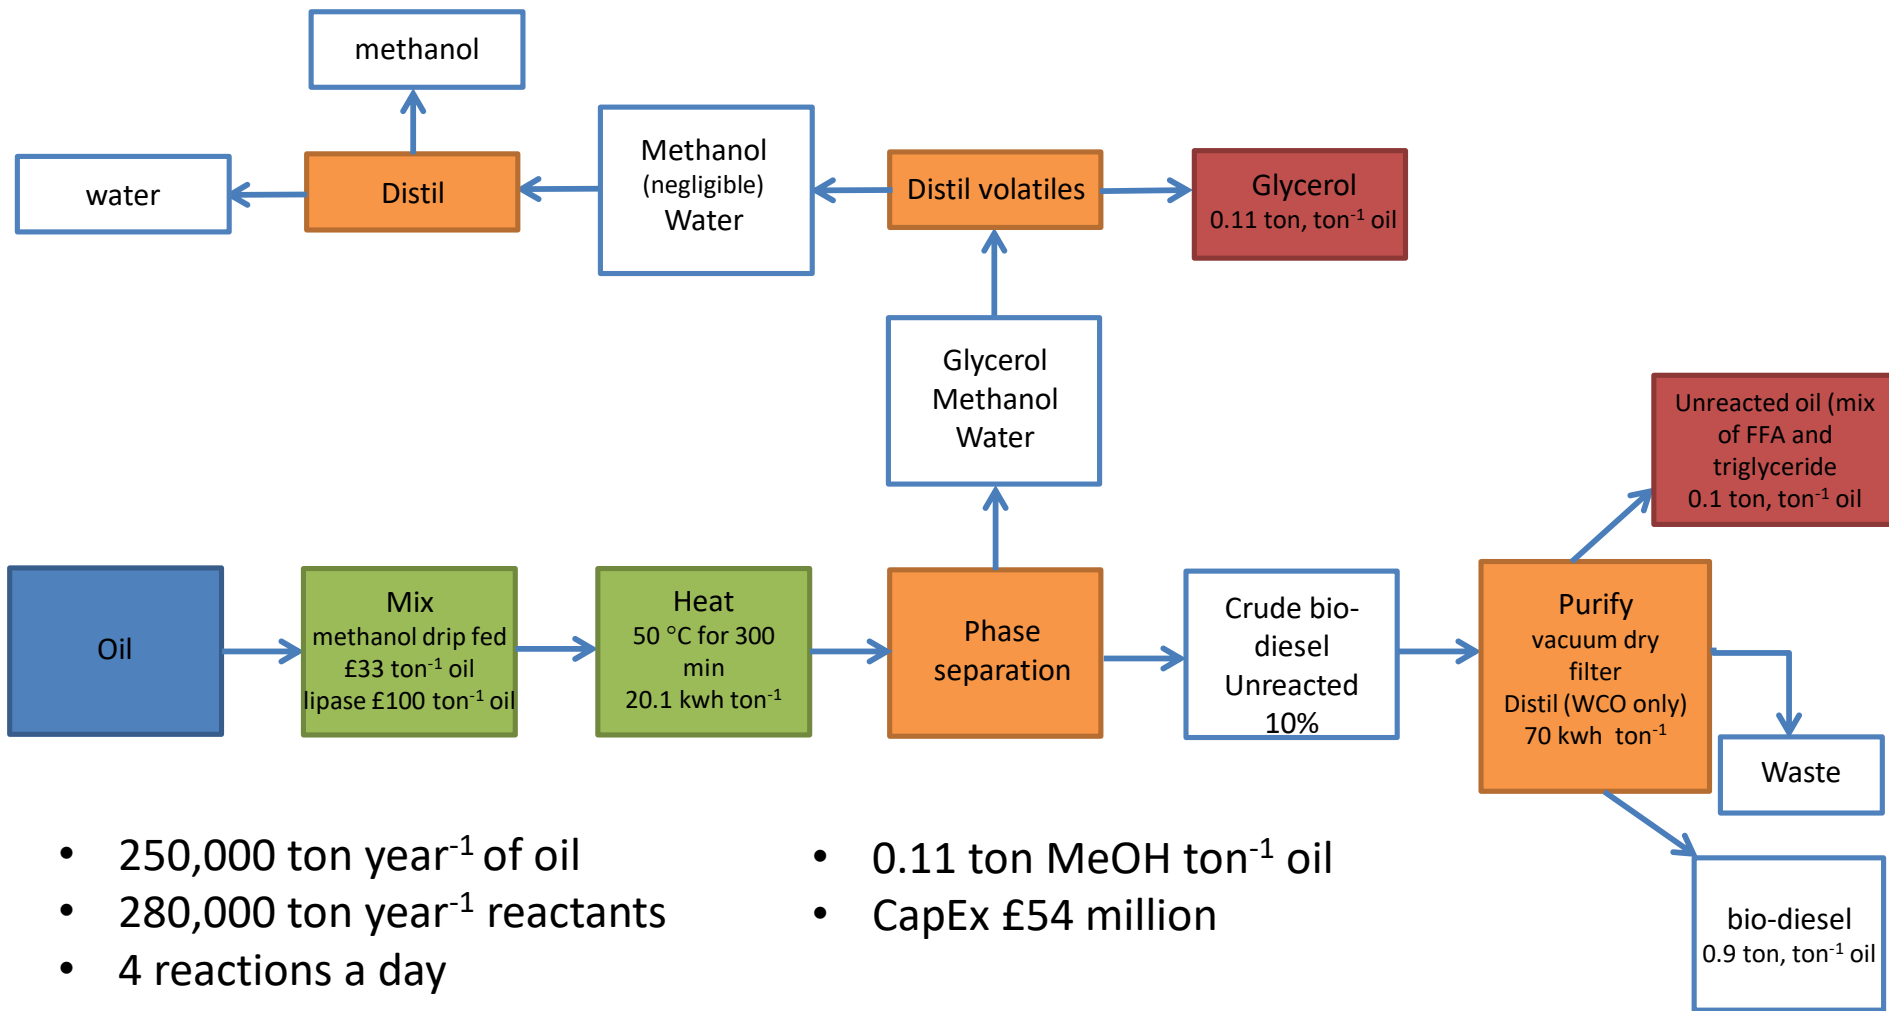 methanol
water
Distil
Methanol
(negligible)
Water
Distil volatiles
Glycerol
0.11 ton, ton⁻¹ oil
Glycerol
Methanol
Water
Unreacted oil (mix
of FFA and
triglyceride
0.1 ton, ton⁻¹ oil
Oil
Mix
methanol drip fed
£33 ton⁻¹ oil
lipase £100 ton⁻¹ oil
Heat
50 °C for 300
min
20.1 kwh ton⁻¹
Phase
separation
Crude bio-
diesel
Unreacted
10%
Purify
vacuum dry
filter
Distil (WCO only)
70 kwh ton⁻¹
Waste
bio-diesel
0.9 ton, ton⁻¹ oil
• 250,000 ton year⁻¹ of oil
• 280,000 ton year⁻¹ reactants
• 4 reactions a day
• 0.11 ton MeOH ton⁻¹ oil
• CapEx £54 million